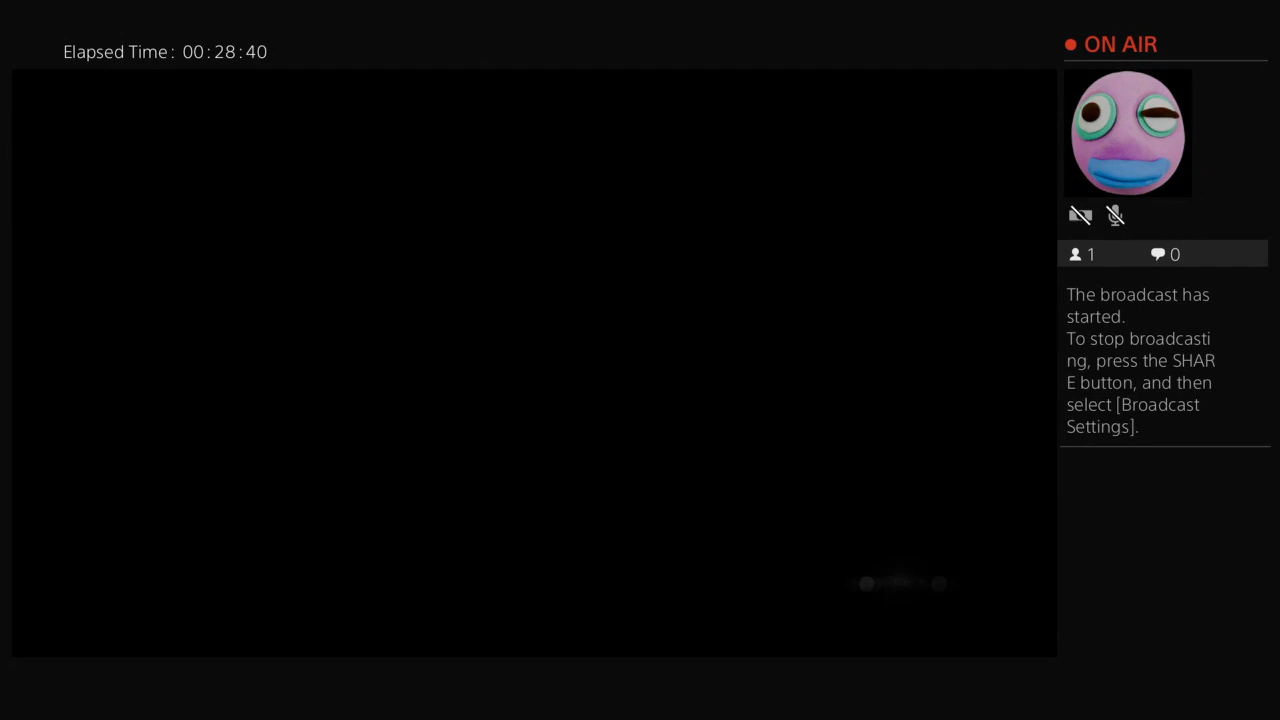 Elapsed Time: 00:28:40
ON AIR
1 0
The broadcast has
started.
To stop broadcasti
ng, press the SHAR
E button, and then
select [Broadcast
Settings].